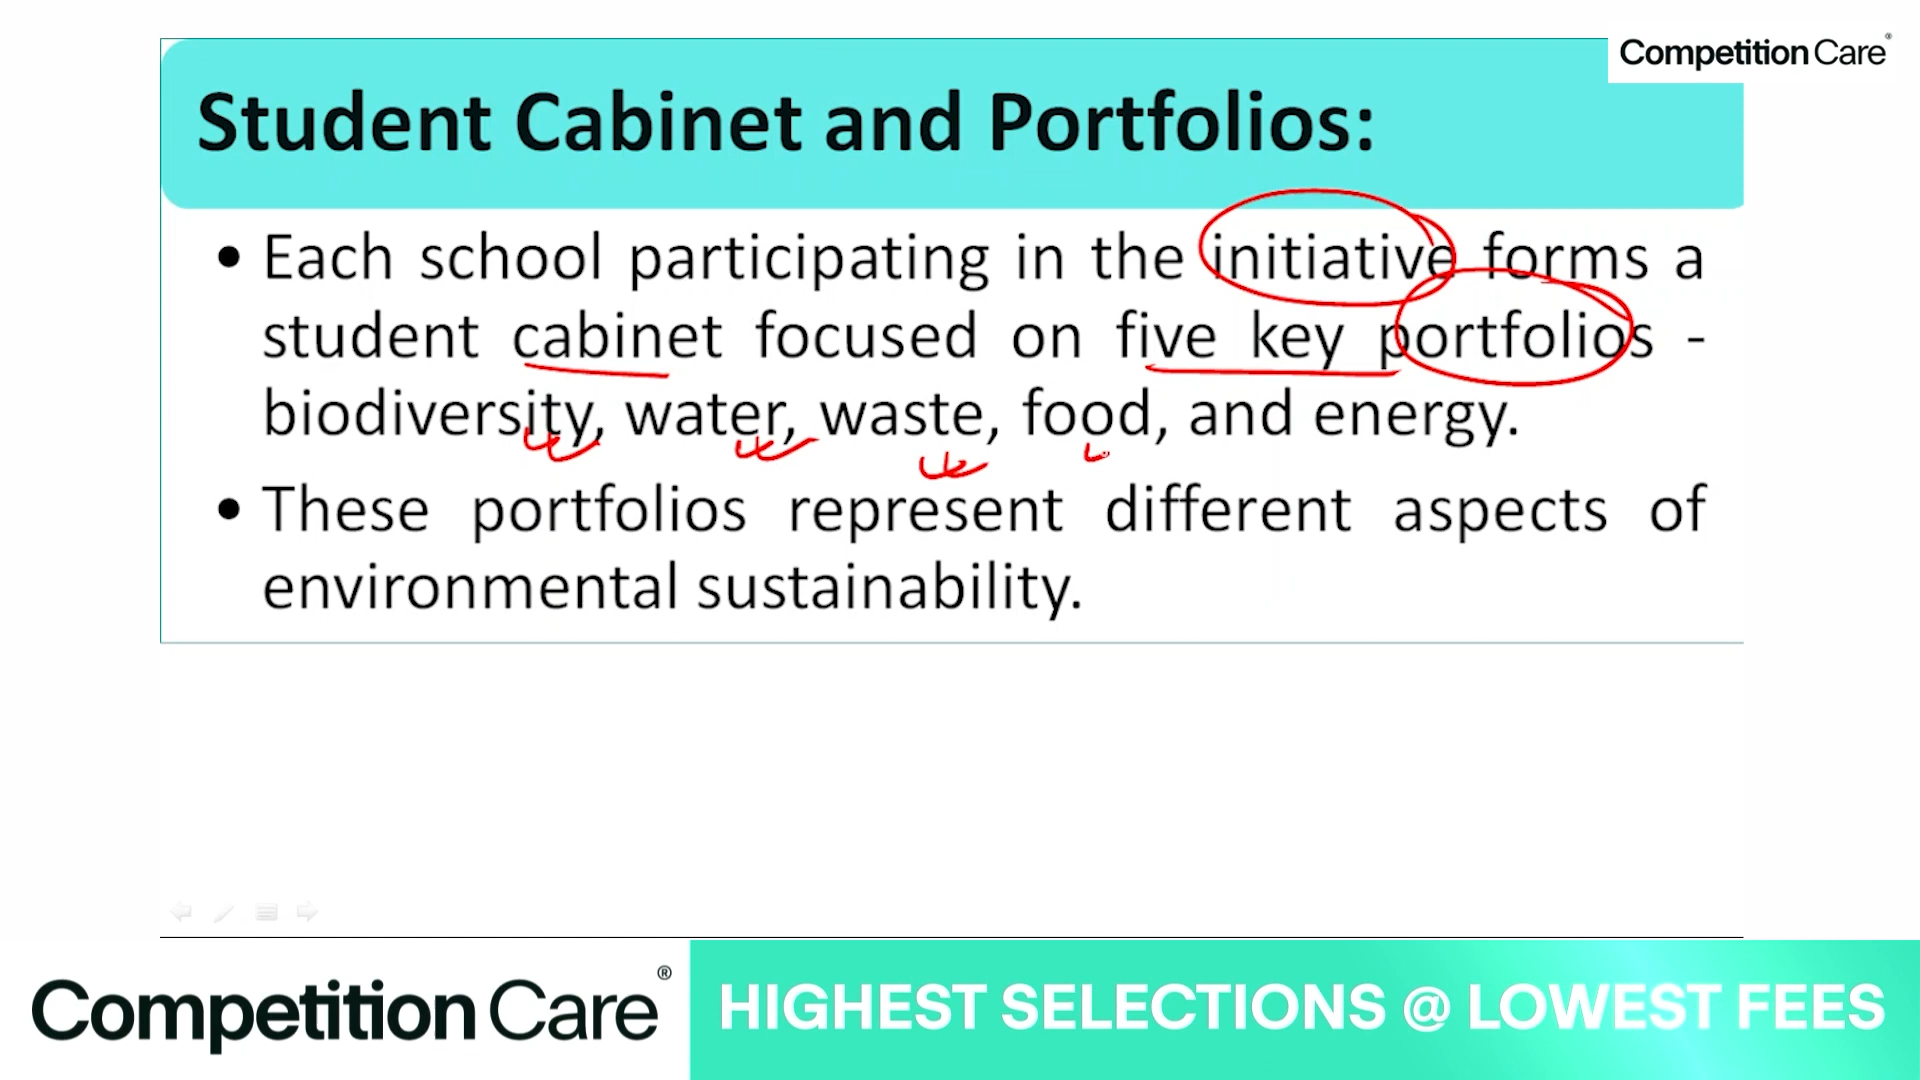 Competition Care®
Student Cabinet and Portfolios:
• Each school participating in the initiative forms a
student cabinet focused on five key portfolios -
biodiversity, water, waste, food, and energy.
• These portfolios represent different aspects of
environmental sustainability.
Competition Care®
HIGHEST SELECTIONS @ LOWEST FEES